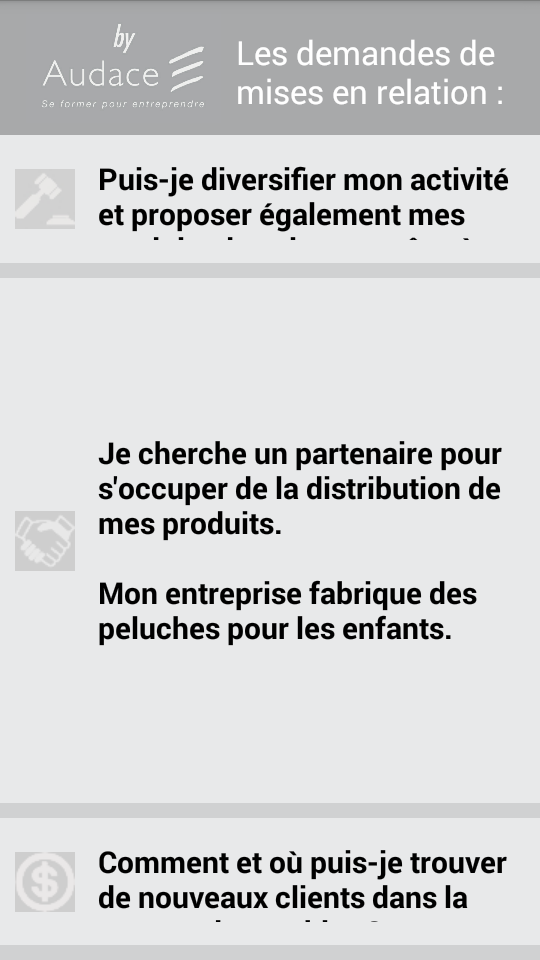 by
Audace
Se former pour entreprendre
Les demandes de
mises en relation :
Puis-je diversifier mon activité
et proposer également mes
Je cherche un partenaire pour
s'occuper de la distribution de
mes produits.
Mon entreprise fabrique des
peluches pour les enfants.
Comment et où puis-je trouver
de nouveaux clients dans la